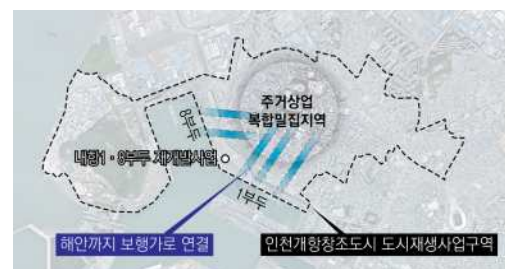 주거상업
복합밀집지역
8부두
내항1·8부두 재개발사업
1부두
해안까지 보행가로 연결
인천개항창조도시 도시재생사업구역